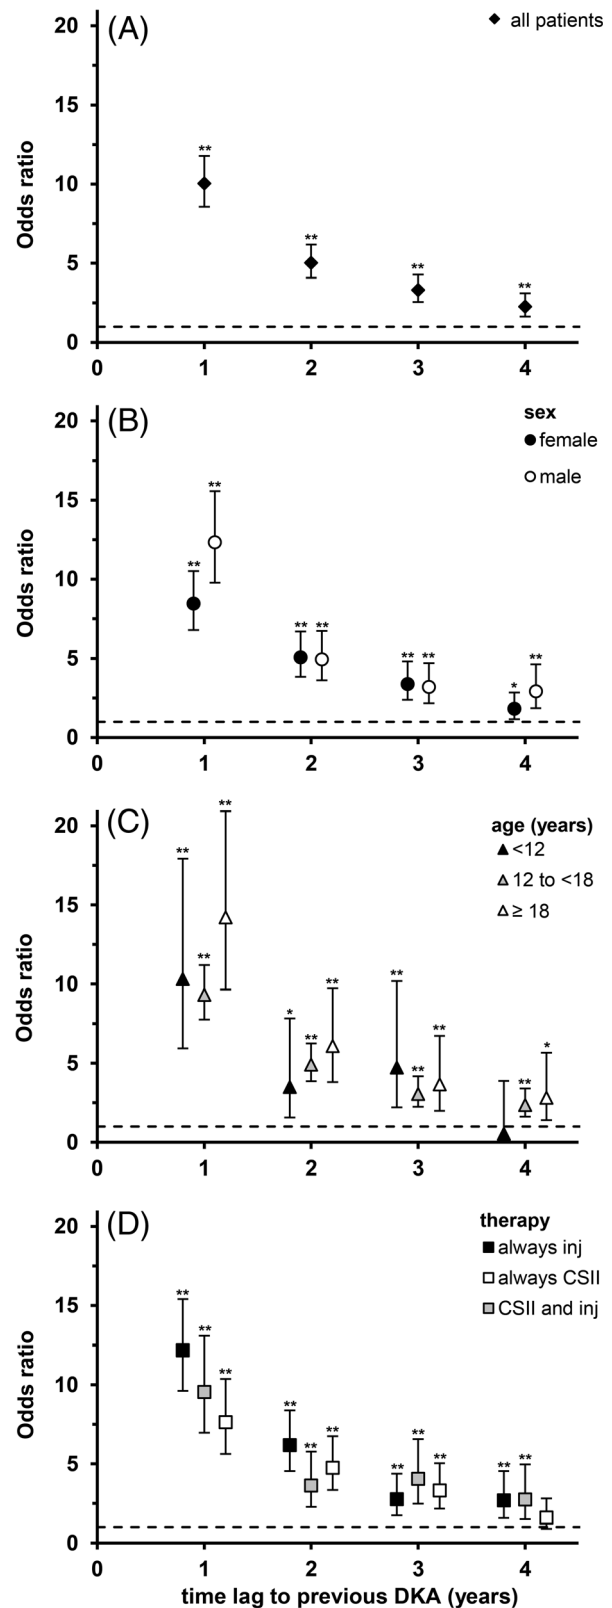 (A)
all patients
20
15
10
5
0
Odds ratio
**
**
**
**
0 1 2 3 4
(B)
sex
female
male
20
15
10
5
0
Odds ratio
** **
** **
** **
* **
0 1 2 3 4
(C)
age (years)
<12
12 to <18
≥ 18
20
15
10
5
0
Odds ratio
** ** **
* ** **
** ** **
** *
0 1 2 3 4
(D)
therapy
always inj
always CSII
CSII and inj
20
15
10
5
0
Odds ratio
** ** **
** ** **
** ** **
** **
0 1 2 3 4
time lag to previous DKA (years)